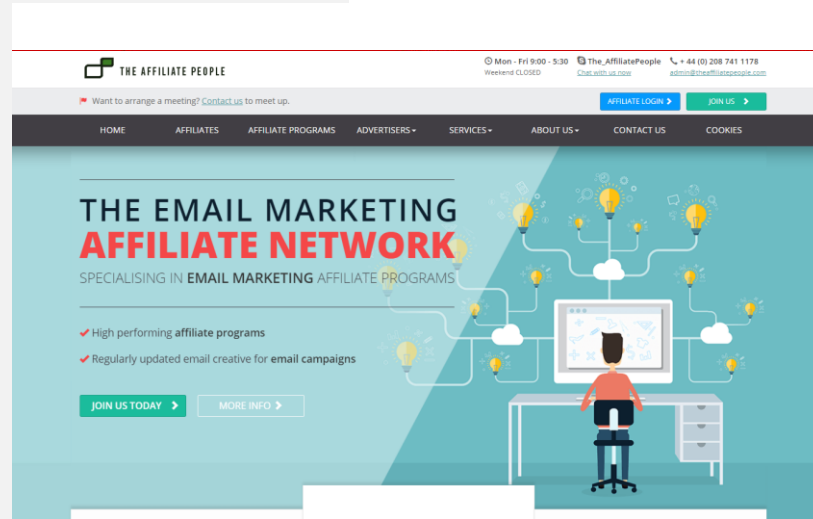 THE AFFILIATE PEOPLE
Mon - Fri 9:00 - 5:30
Weekend CLOSED
The_AffiliatePeople
Chat with us now
+ 44 (0) 208 741 1178
admin@theaffiliatepeople.com
Want to arrange a meeting? Contact us to meet up.
AFFILIATE LOGIN
JOIN US
HOME
AFFILIATES
AFFILIATE PROGRAMS
ADVERTISERS
SERVICES
ABOUT US
CONTACT US
COOKIES
THE EMAIL MARKETING
AFFILIATE NETWORK
SPECIALISING IN EMAIL MARKETING AFFILIATE PROGRAMS
High performing affiliate programs
Regularly updated email creative for email campaigns
JOIN US TODAY
MORE INFO